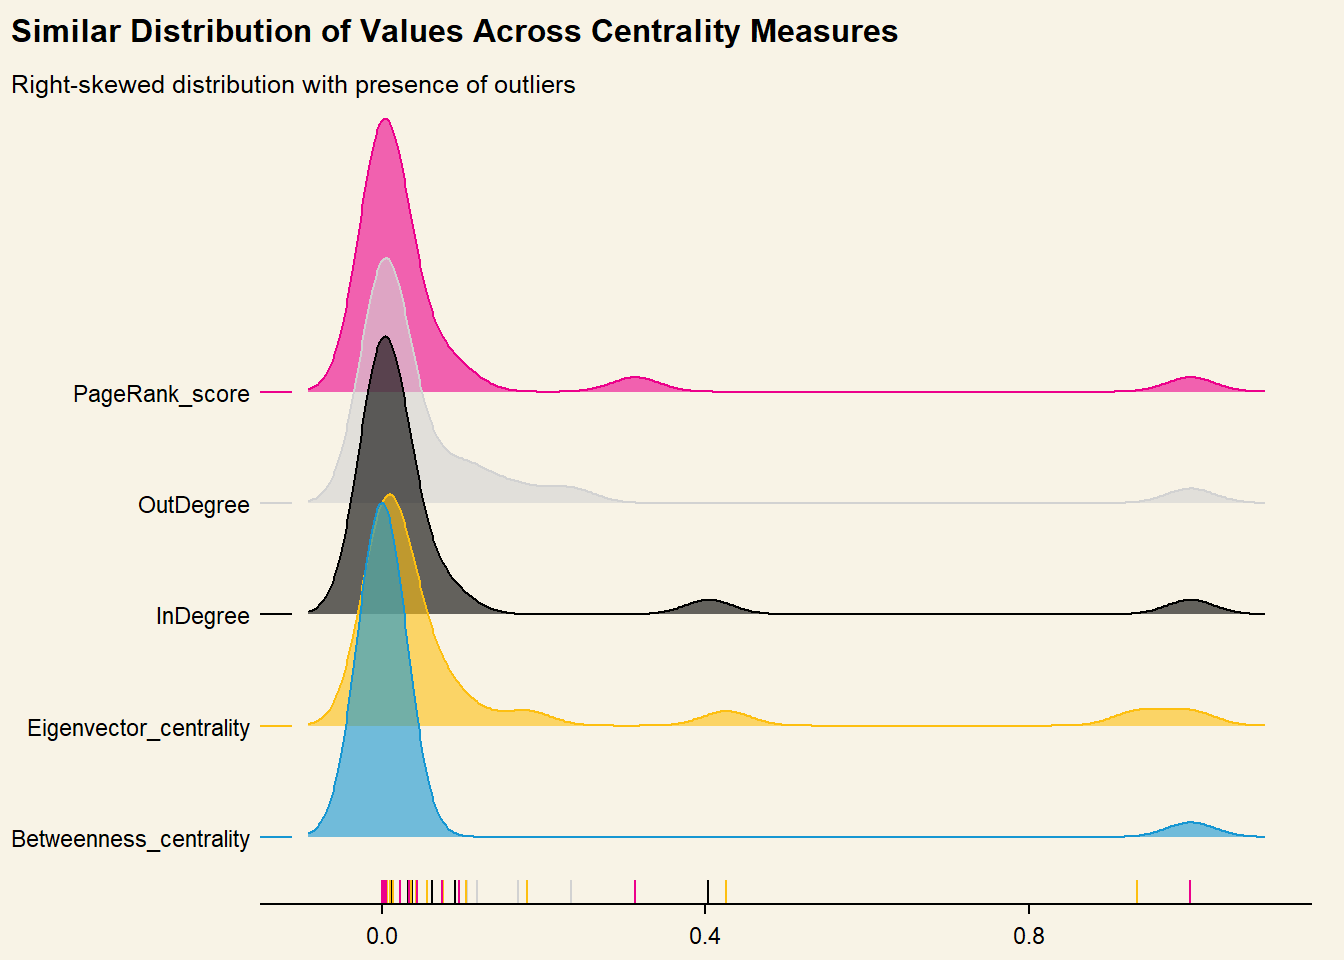 Similar Distribution of Values Across Centrality Measures
Right-skewed distribution with presence of outliers
PageRank_score
OutDegree
InDegree
Eigenvector_centrality
Betweenness_centrality
0.0 0.4 0.8